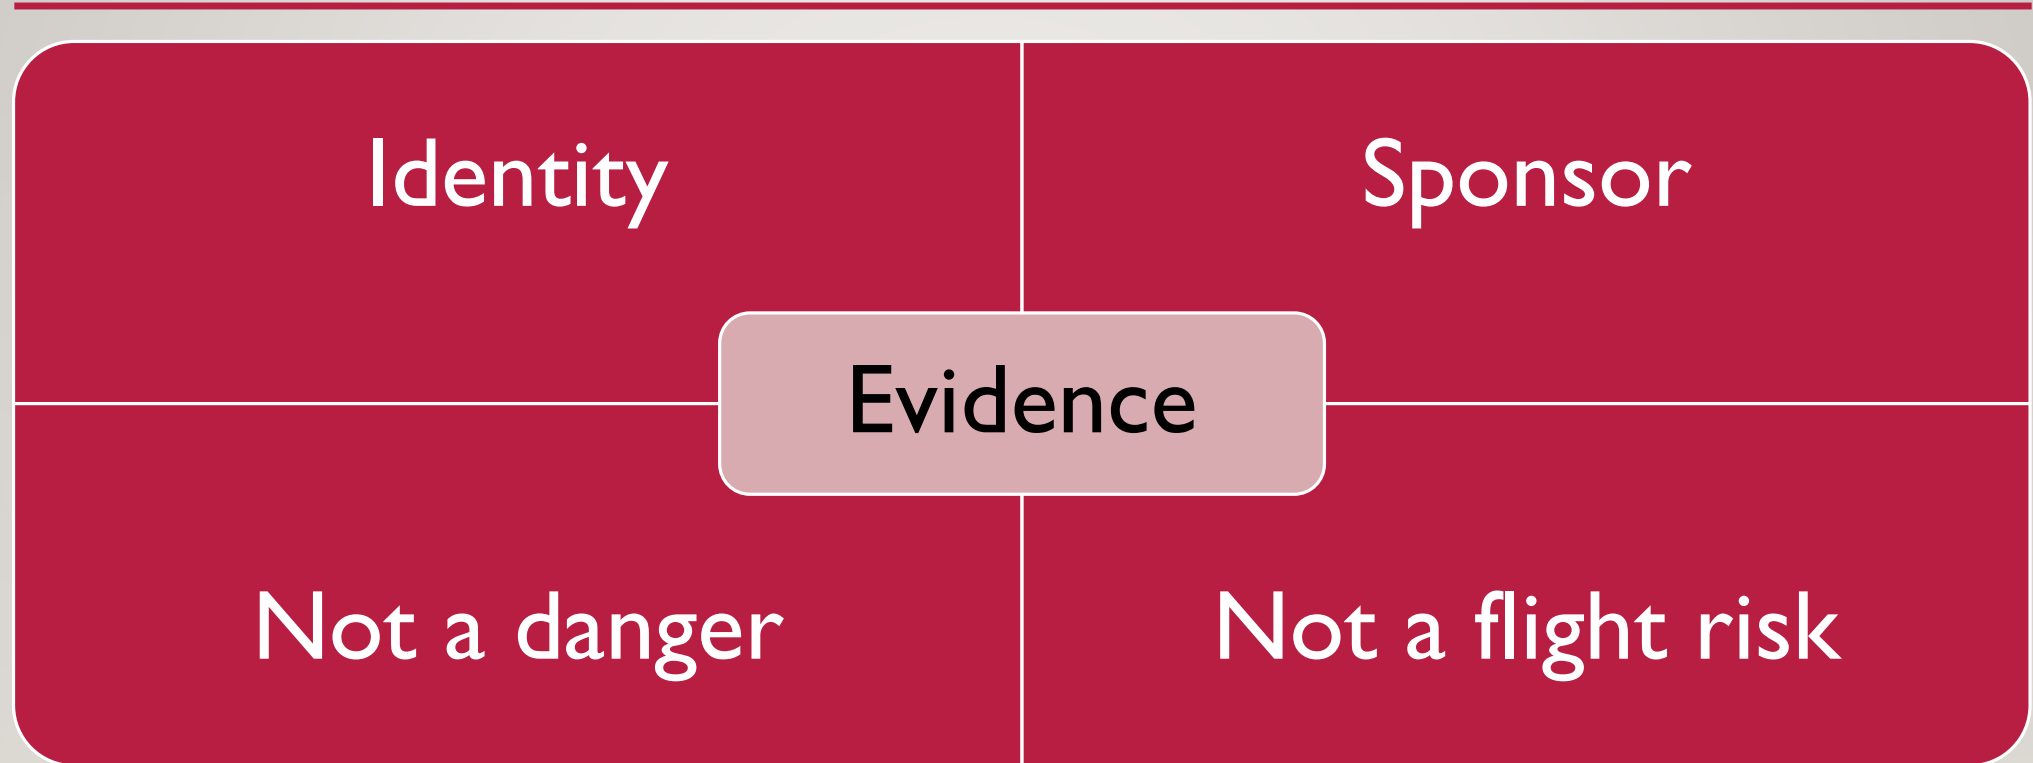 Identity
Sponsor
Evidence
Not a danger
Not a flight risk